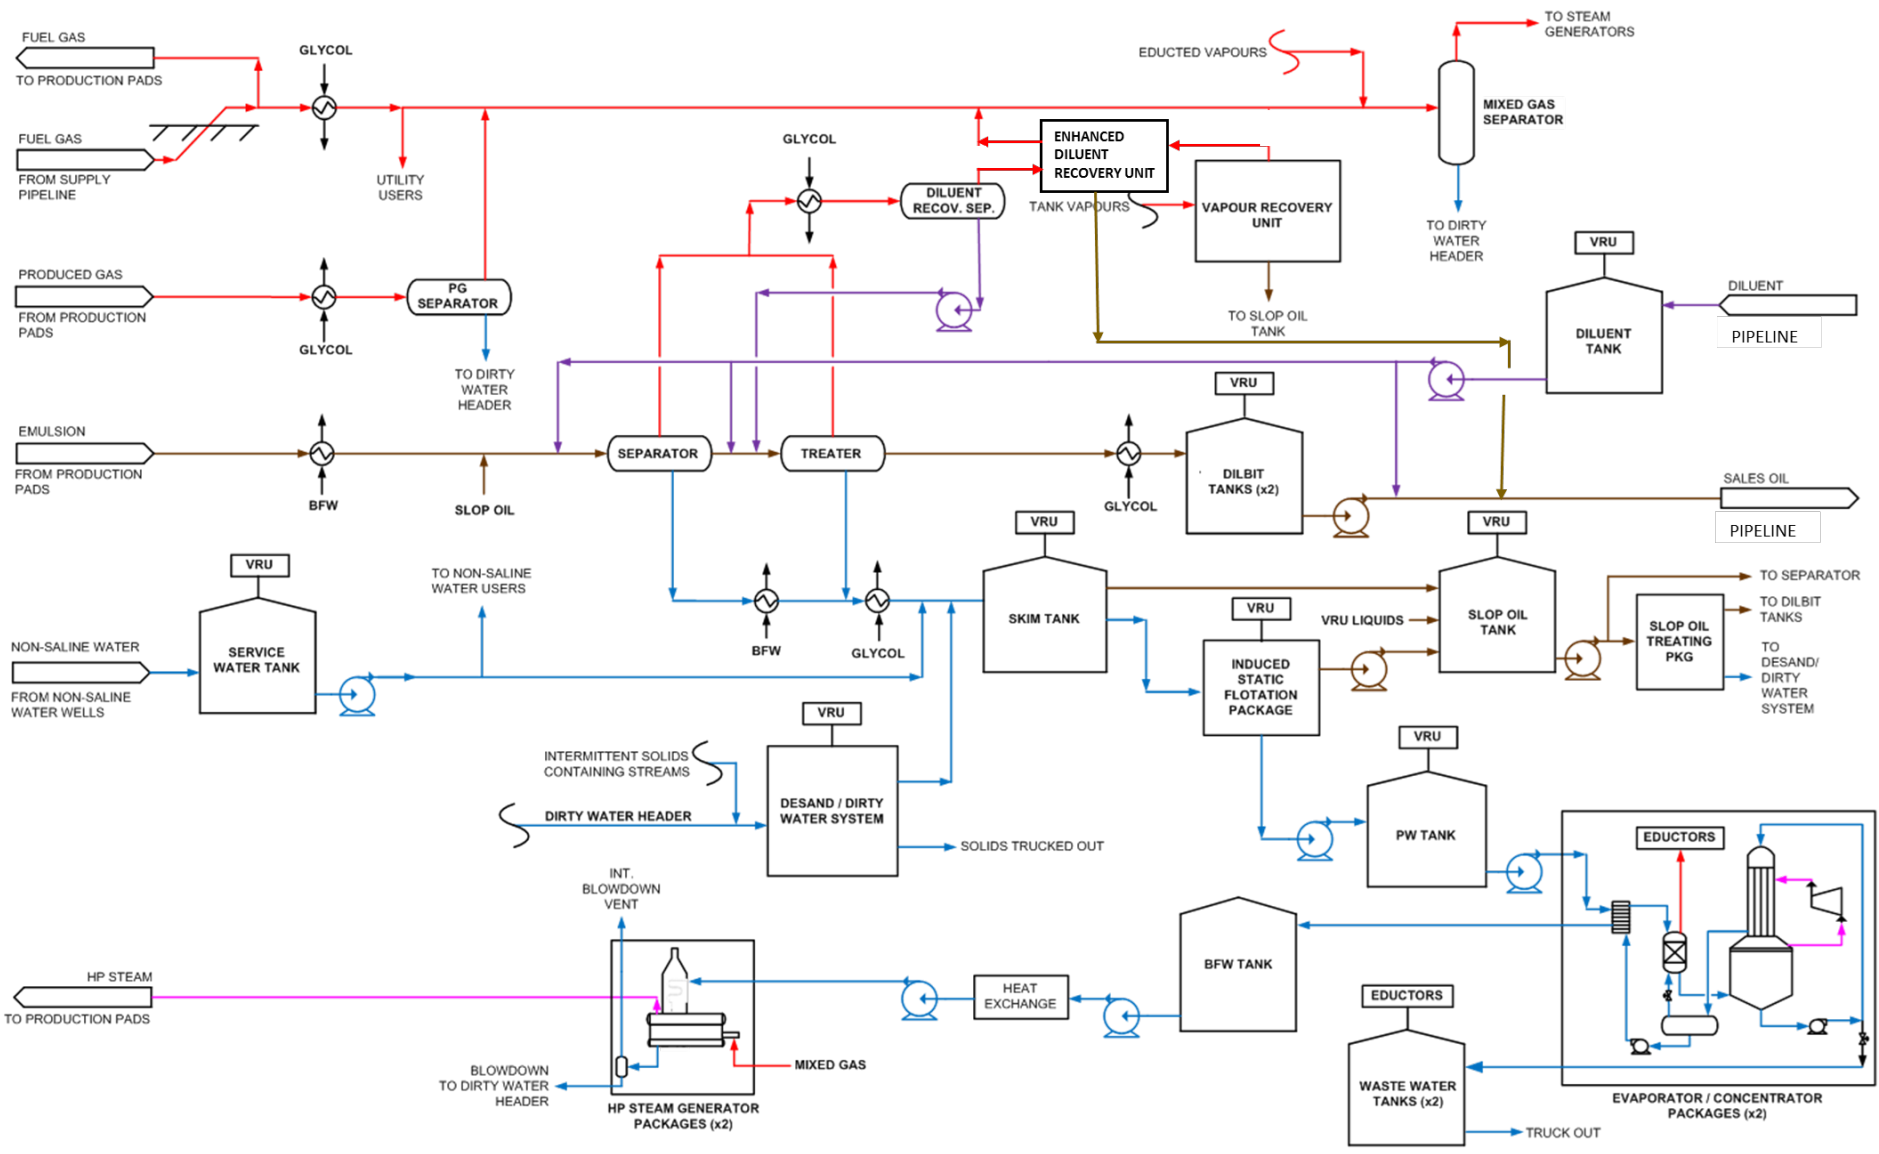 FUEL GAS
TO PRODUCTION PADS
GLYCOL
FUEL GAS
FROM SUPPLY
PIPELINE
UTILITY
USERS
EDUCTED VAPOURS
TO STEAM
GENERATORS
MIXED GAS
SEPARATOR
TO DIRTY
WATER
HEADER
GLYCOL
ENHANCED
DILUENT
RECOVERY UNIT
DILUENT
RECOV. SEP.
TANK VAPOURS
VAPOUR RECOVERY
UNIT
TO SLOP OIL
TANK
PRODUCED GAS
FROM PRODUCTION
PADS
GLYCOL
PG
SEPARATOR
TO DIRTY
WATER
HEADER
VRU
DILUENT
TANK
DILUENT
PIPELINE
EMULSION
FROM PRODUCTION
PADS
BFW
SLOP OIL
SEPARATOR
TREATER
GLYCOL
VRU
DILBIT
TANKS (x2)
SALES OIL
PIPELINE
VRU
SERVICE
WATER TANK
NON-SALINE WATER
FROM NON-SALINE
WATER WELLS
TO NON-SALINE
WATER USERS
BFW
GLYCOL
VRU
SKIM TANK
VRU
INDUCED
STATIC
FLOTATION
PACKAGE
VRU LIQUIDS
VRU
SLOP OIL
TANK
SLOP OIL
TREATING
PKG
TO SEPARATOR
TO DILBIT
TANKS
TO
DESAND/
DIRTY
WATER
SYSTEM
INTERMITTENT SOLIDS
CONTAINING STREAMS
DIRTY WATER HEADER
VRU
DESAND / DIRTY
WATER SYSTEM
SOLIDS TRUCKED OUT
VRU
PW TANK
EDUCTORS
EVAPORATOR / CONCENTRATOR
PACKAGES (x2)
INT.
BLOWDOWN
VENT
HP STEAM
TO PRODUCTION PADS
BLOWDOWN
TO DIRTY WATER
HEADER
MIXED GAS
HP STEAM GENERATOR
PACKAGES (x2)
HEAT
EXCHANGE
BFW TANK
EDUCTORS
WASTE WATER
TANKS (x2)
TRUCK OUT